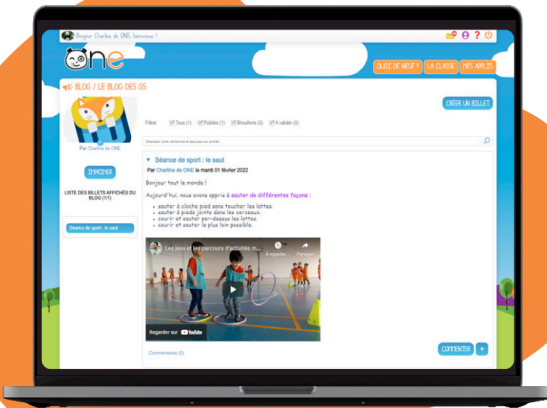 Bonjour Charline de ONE, bienvenue !
One
QUOI DE NEUF ? LA CLASSE MES APPLIS
BLOG / LE BLOG DES GS
CRÉER UN BILLET
Filtrer Tous (1) Publiés (1) Brouillons (0) A valider (0)
Par Charline de ONE
IMPRIMER
LISTE DES BILLETS AFFICHÉS DU
BLOG (1/1)
Séance de sport : le saut
Séance de sport : le saut
Par Charline de ONE le mardi 01 février 2022
Bonjour tout le monde !
Aujourd'hui, nous avons appris à sauter de différentes façons :
sauter à cloche pied sans toucher les lattes.
sauter à pieds joints dans les cerceaux.
courir et sauter par-dessus les lattes.
courir et sauter le plus loin possible.
Les jeux et les parcours d'activités m...
À regarder ... Partager
Regarder sur YouTube
Commentaires (0)
COMMENTER +